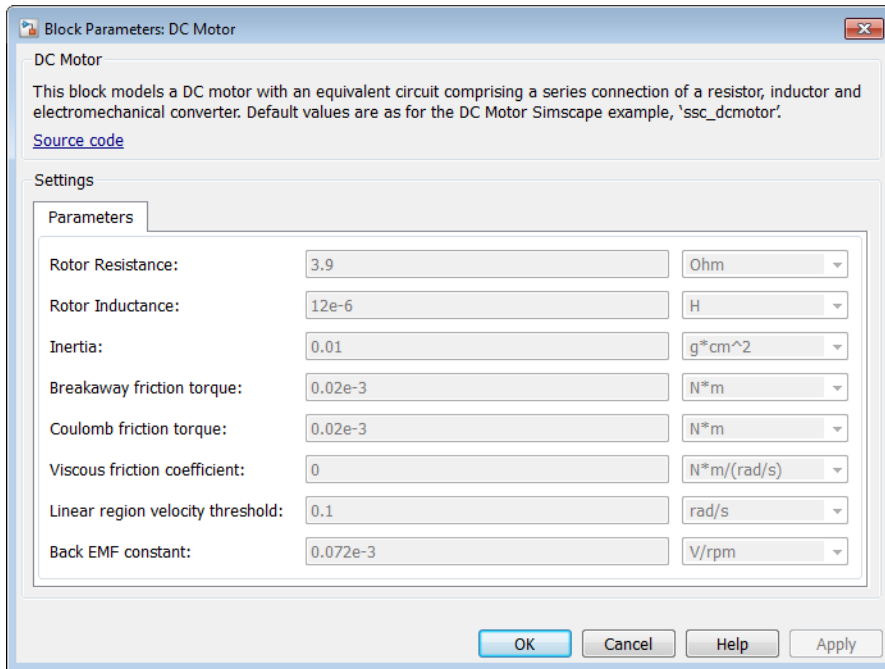 Block Parameters: DC Motor
DC Motor
This block models a DC motor with an equivalent circuit comprising a series connection of a resistor, inductor and
electromechanical converter. Default values are as for the DC Motor Simscape example, ‘ssc_dcmotor’.
Source code
Settings
Parameters
Rotor Resistance: 3.9 Ohm
Rotor Inductance: 12e-6 H
Inertia: 0.01 g*cm^2
Breakaway friction torque: 0.02e-3 N*m
Coulomb friction torque: 0.02e-3 N*m
Viscous friction coefficient: 0 N*m/(rad/s)
Linear region velocity threshold: 0.1 rad/s
Back EMF constant: 0.072e-3 V/rpm
OK Cancel Help Apply